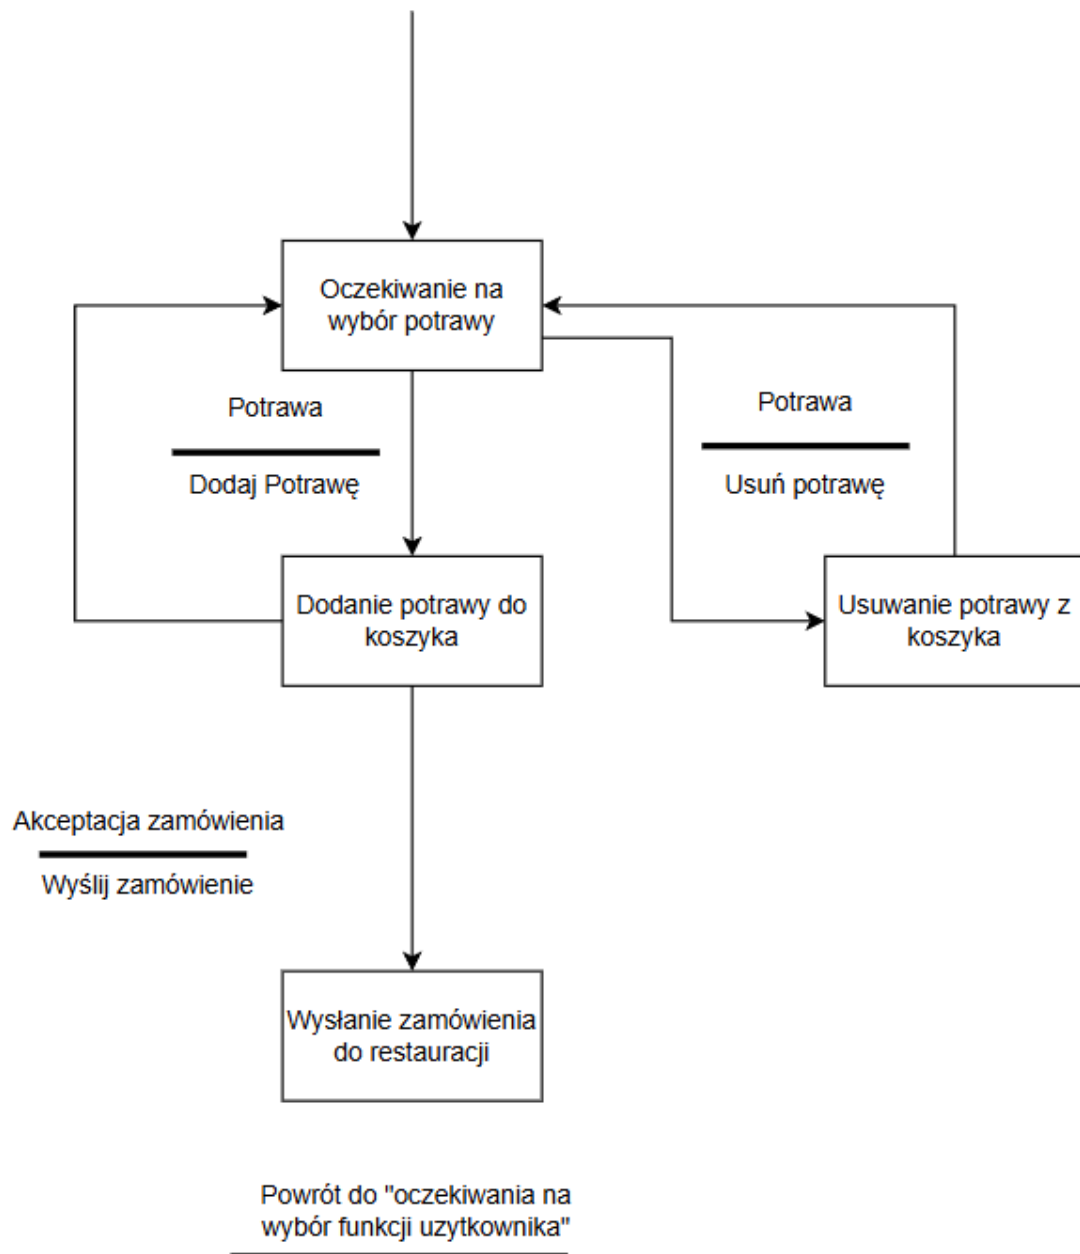 Oczekiwanie na
wybór potrawy
Potrawa
Dodaj Potrawę
Potrawa
Usuń potrawę
Dodanie potrawy do
koszyka
Usuwanie potrawy z
koszyka
Akceptacja zamówienia
Wyślij zamówienie
Wysłanie zamówienia
do restauracji
Powrót do "oczekiwania na
wybór funkcji uzytkownika"